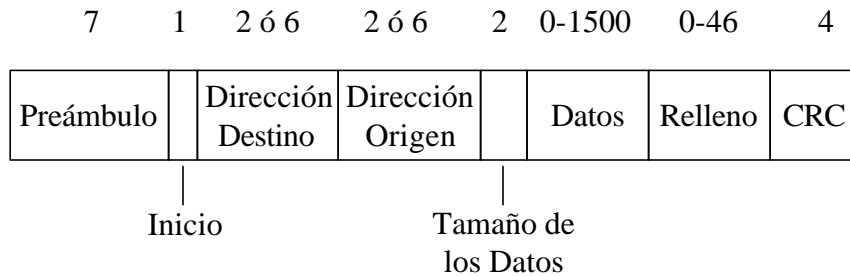 7 1 2 ó 6 2 ó 6 2 0-1500 0-46 4
Preámbulo Dirección Destino Dirección Origen Datos Relleno CRC
Inicio
Tamaño de
los Datos